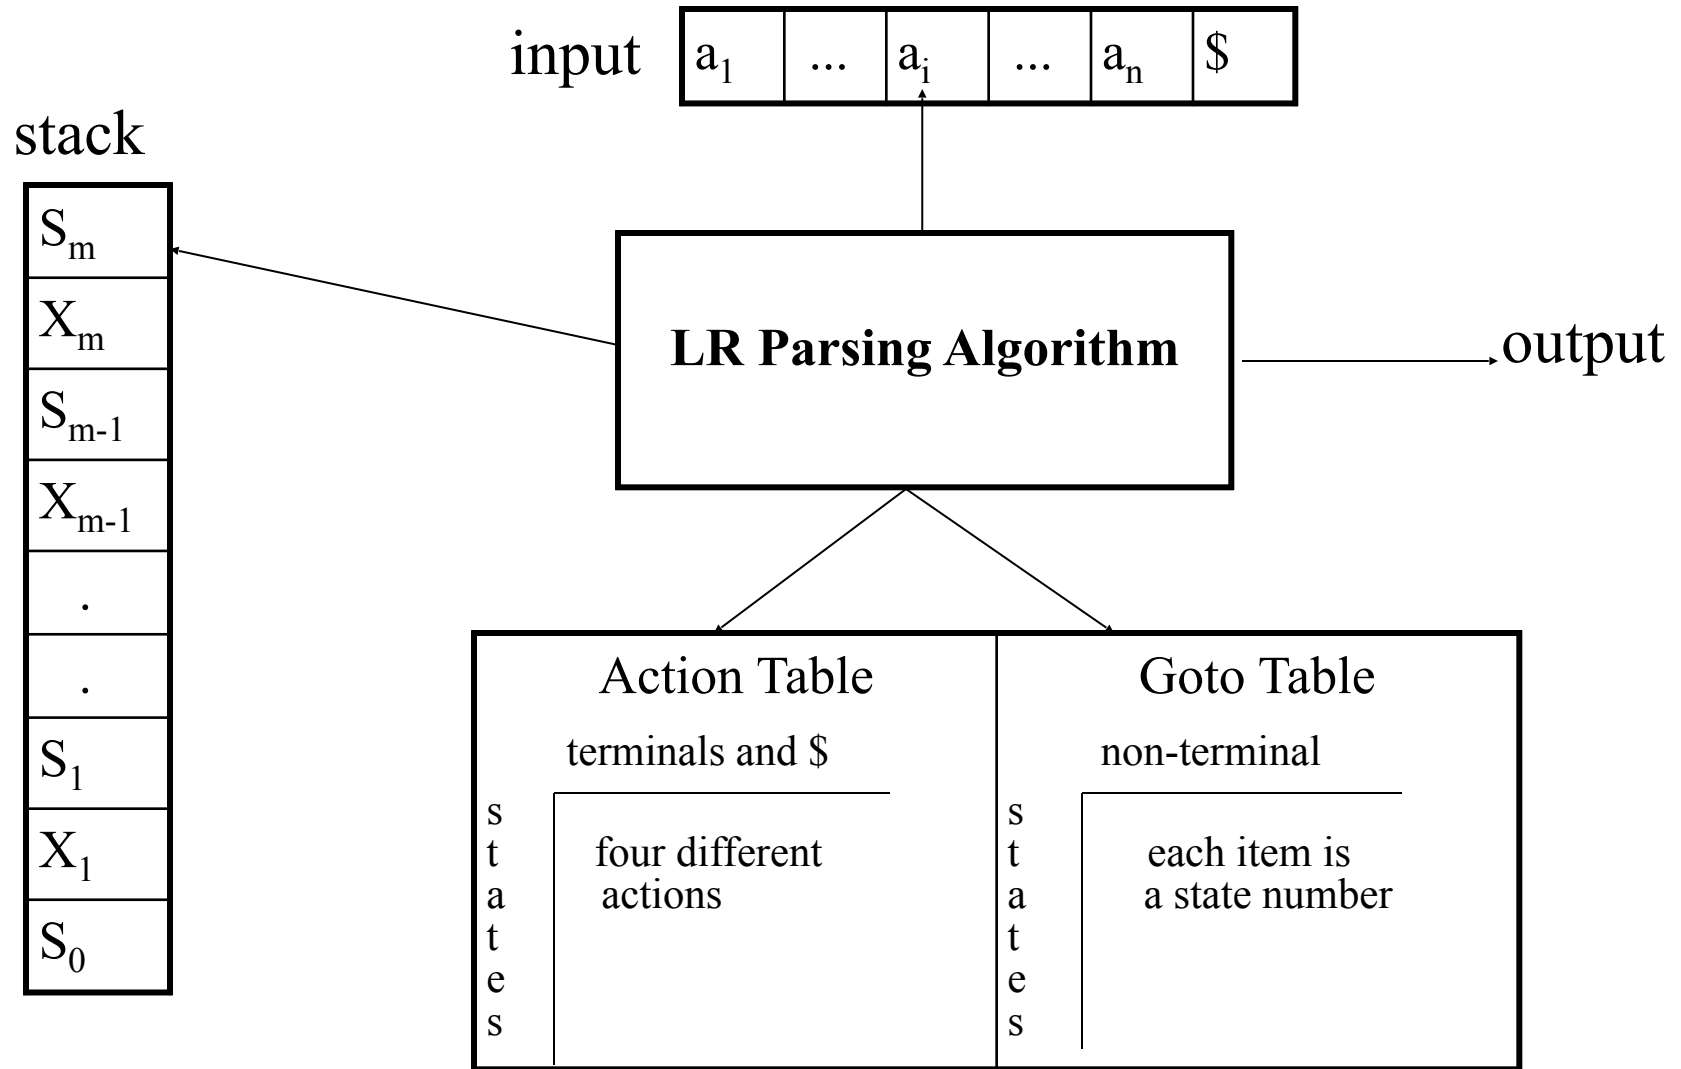 input
a1 ... ai ... an $
stack
Sm
Xm
Sm-1
Xm-1
.
.
S1
X1
S0
LR Parsing Algorithm
output
Action Table
terminals and $
states
four different
actions
Goto Table
non-terminal
states
each item is
a state number